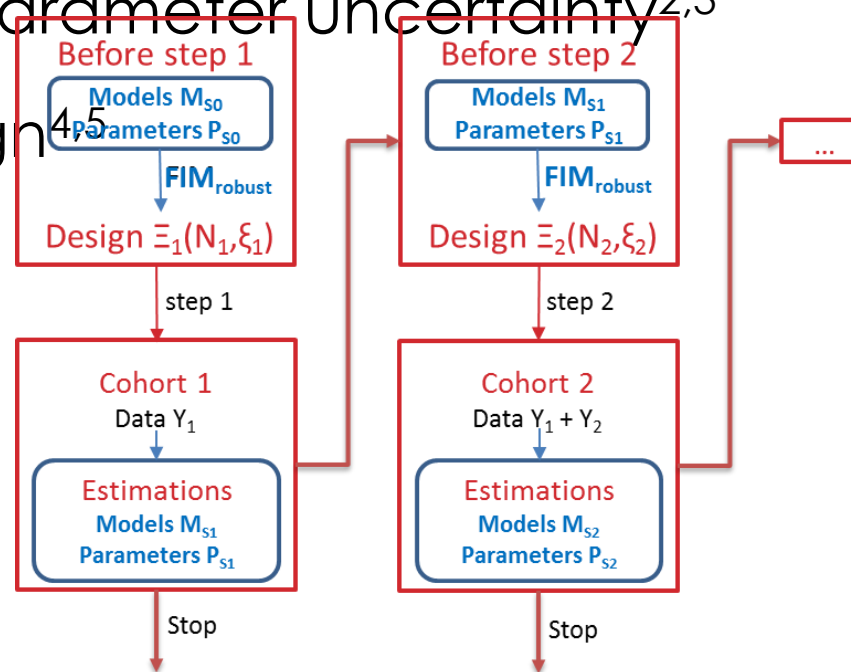 arameter uncertainty2,3
gn4,5
Before step 1
Models MS0
Parameters PS0
FIMrobust
Design Ξ1(N1,ξ1)
step 1
Cohort 1
Data Y1
Estimations
Models MS1
Parameters PS1
Stop
Before step 2
Models MS1
Parameters PS1
FIMrobust
Design Ξ2(N2,ξ2)
step 2
Cohort 2
Data Y1 + Y2
Estimations
Models MS2
Parameters PS2
Stop
...